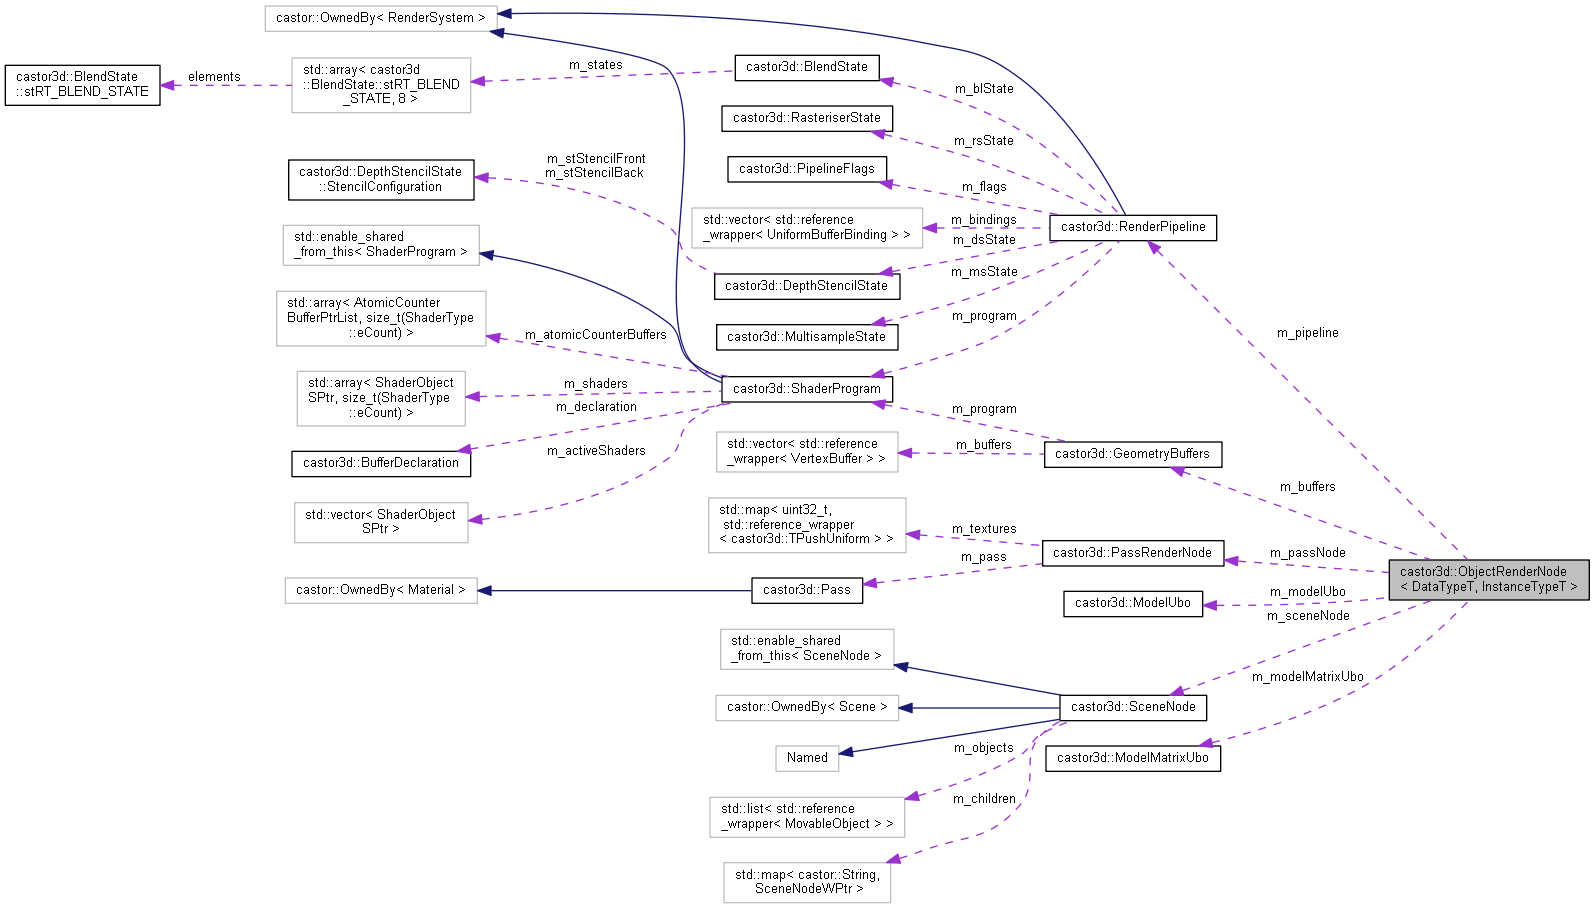 castor::OwnedBy< RenderSystem >
castor3d::BlendState
::stRT_BLEND_STATE
elements
std::array< castor3d
::BlendState::stRT_BLEND
_STATE, 8 >
m_states
castor3d::BlendState
m_blState
castor3d::RasteriserState
m_rsState
castor3d::DepthStencilState
::StencilConfiguration
m_stStencilFront
m_stStencilBack
castor3d::PipelineFlags
m_flags
std::vector< std::reference
_wrapper< UniformBufferBinding > >
m_bindings
castor3d::RenderPipeline
m_dsState
std::enable_shared
_from_this< ShaderProgram >
castor3d::DepthStencilState
m_msState
std::array< AtomicCounter
BufferPtrList, size_t(ShaderType
::eCount) >
m_atomicCounterBuffers
castor3d::MultisampleState
m_program
m_pipeline
std::array< ShaderObject
SPtr, size_t(ShaderType
::eCount) >
m_shaders
castor3d::ShaderProgram
m_declaration
m_program
castor3d::BufferDeclaration
m_activeShaders
std::vector< std::reference
_wrapper< VertexBuffer > >
m_buffers
castor3d::GeometryBuffers
m_buffers
std::vector< ShaderObject
SPtr >
std::map< uint32_t,
std::reference_wrapper
< castor3d::TPushUniform > >
m_textures
castor3d::PassRenderNode
m_passNode
m_pass
castor3d::ObjectRenderNode
< DataTypeT, InstanceTypeT >
castor::OwnedBy< Material >
castor3d::Pass
castor3d::ModelUbo
m_modelUbo
m_sceneNode
std::enable_shared
_from_this< SceneNode >
m_modelMatrixUbo
castor::OwnedBy< Scene >
castor3d::SceneNode
Named
m_objects
castor3d::ModelMatrixUbo
std::list< std::reference
_wrapper< MovableObject > >
m_children
std::map< castor::String,
SceneNodeWPtr >